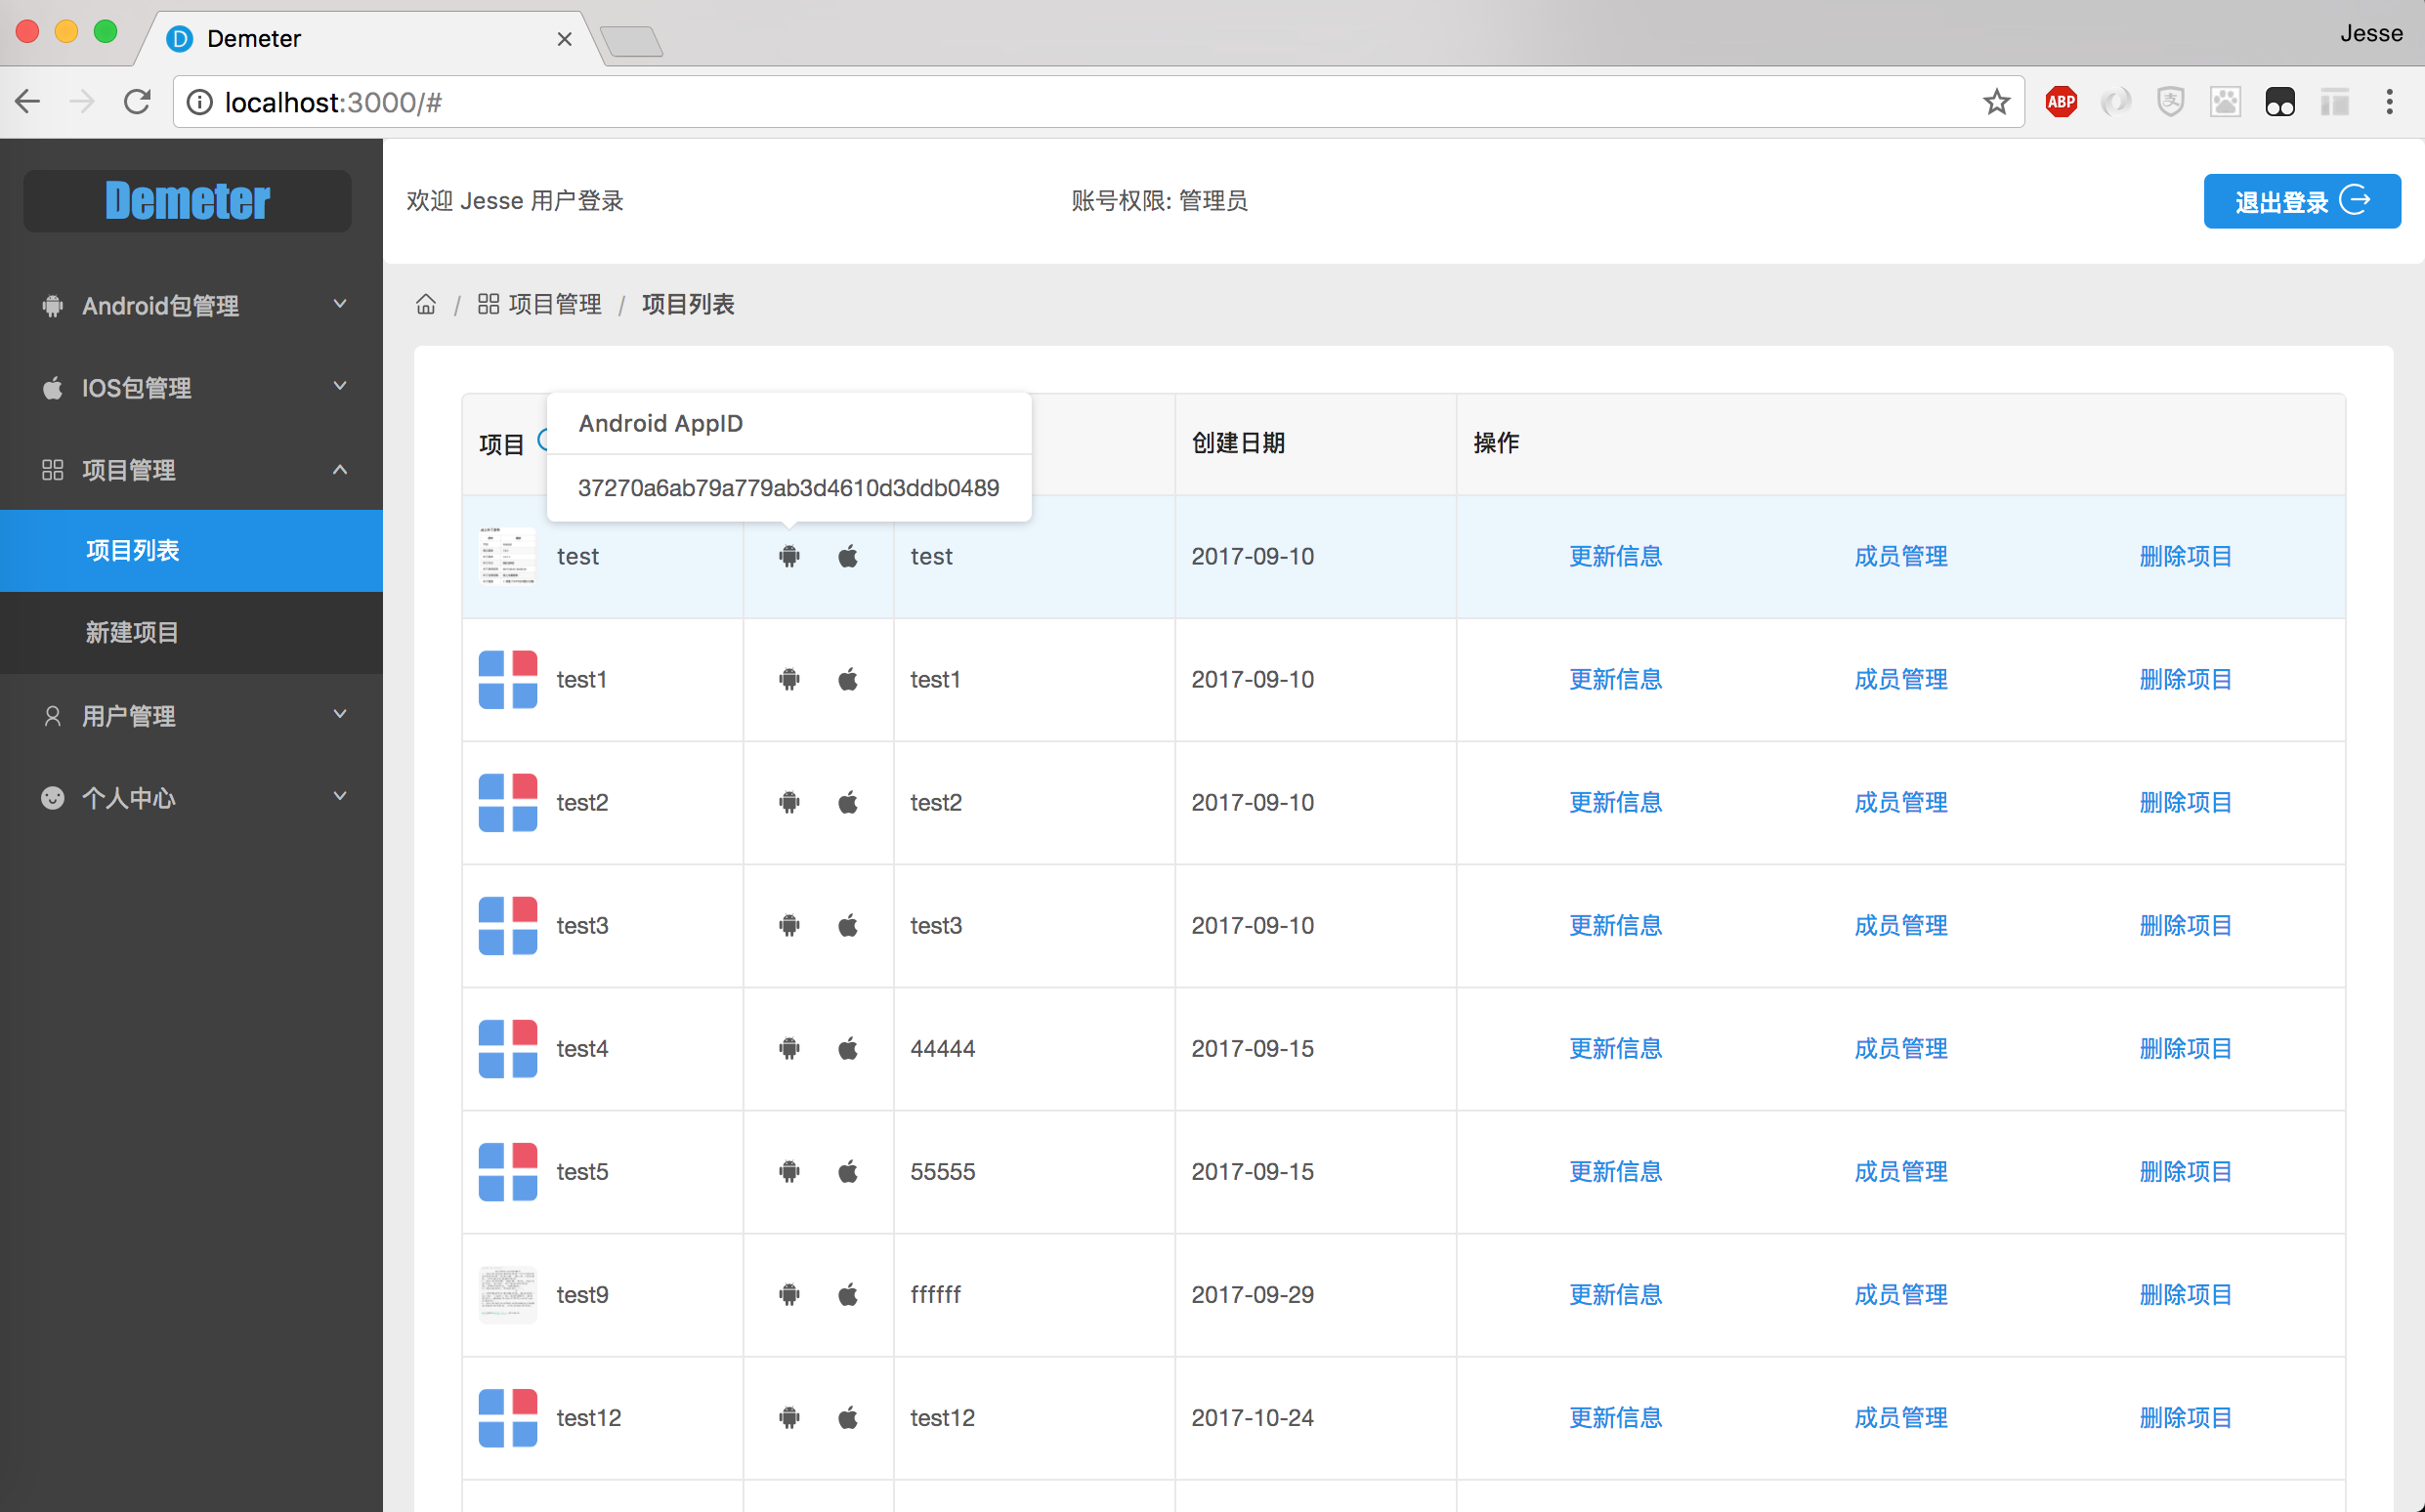 Demeter
Jesse
localhost:3000/#
ABP
Demeter
欢迎 Jesse 用户登录
账号权限: 管理员
退出登录
Android包管理
IOS包管理
项目管理
项目列表
新建项目
用户管理
个人中心
项目管理 / 项目列表
项目
创建日期
操作
Android AppID
37270a6ab79a779ab3d4610d3ddb0489
test test 2017-09-10 更新信息 成员管理 删除项目
test1 test1 2017-09-10 更新信息 成员管理 删除项目
test2 test2 2017-09-10 更新信息 成员管理 删除项目
test3 test3 2017-09-10 更新信息 成员管理 删除项目
test4 44444 2017-09-15 更新信息 成员管理 删除项目
test5 55555 2017-09-15 更新信息 成员管理 删除项目
test9 ffffff 2017-09-29 更新信息 成员管理 删除项目
test12 test12 2017-10-24 更新信息 成员管理 删除项目